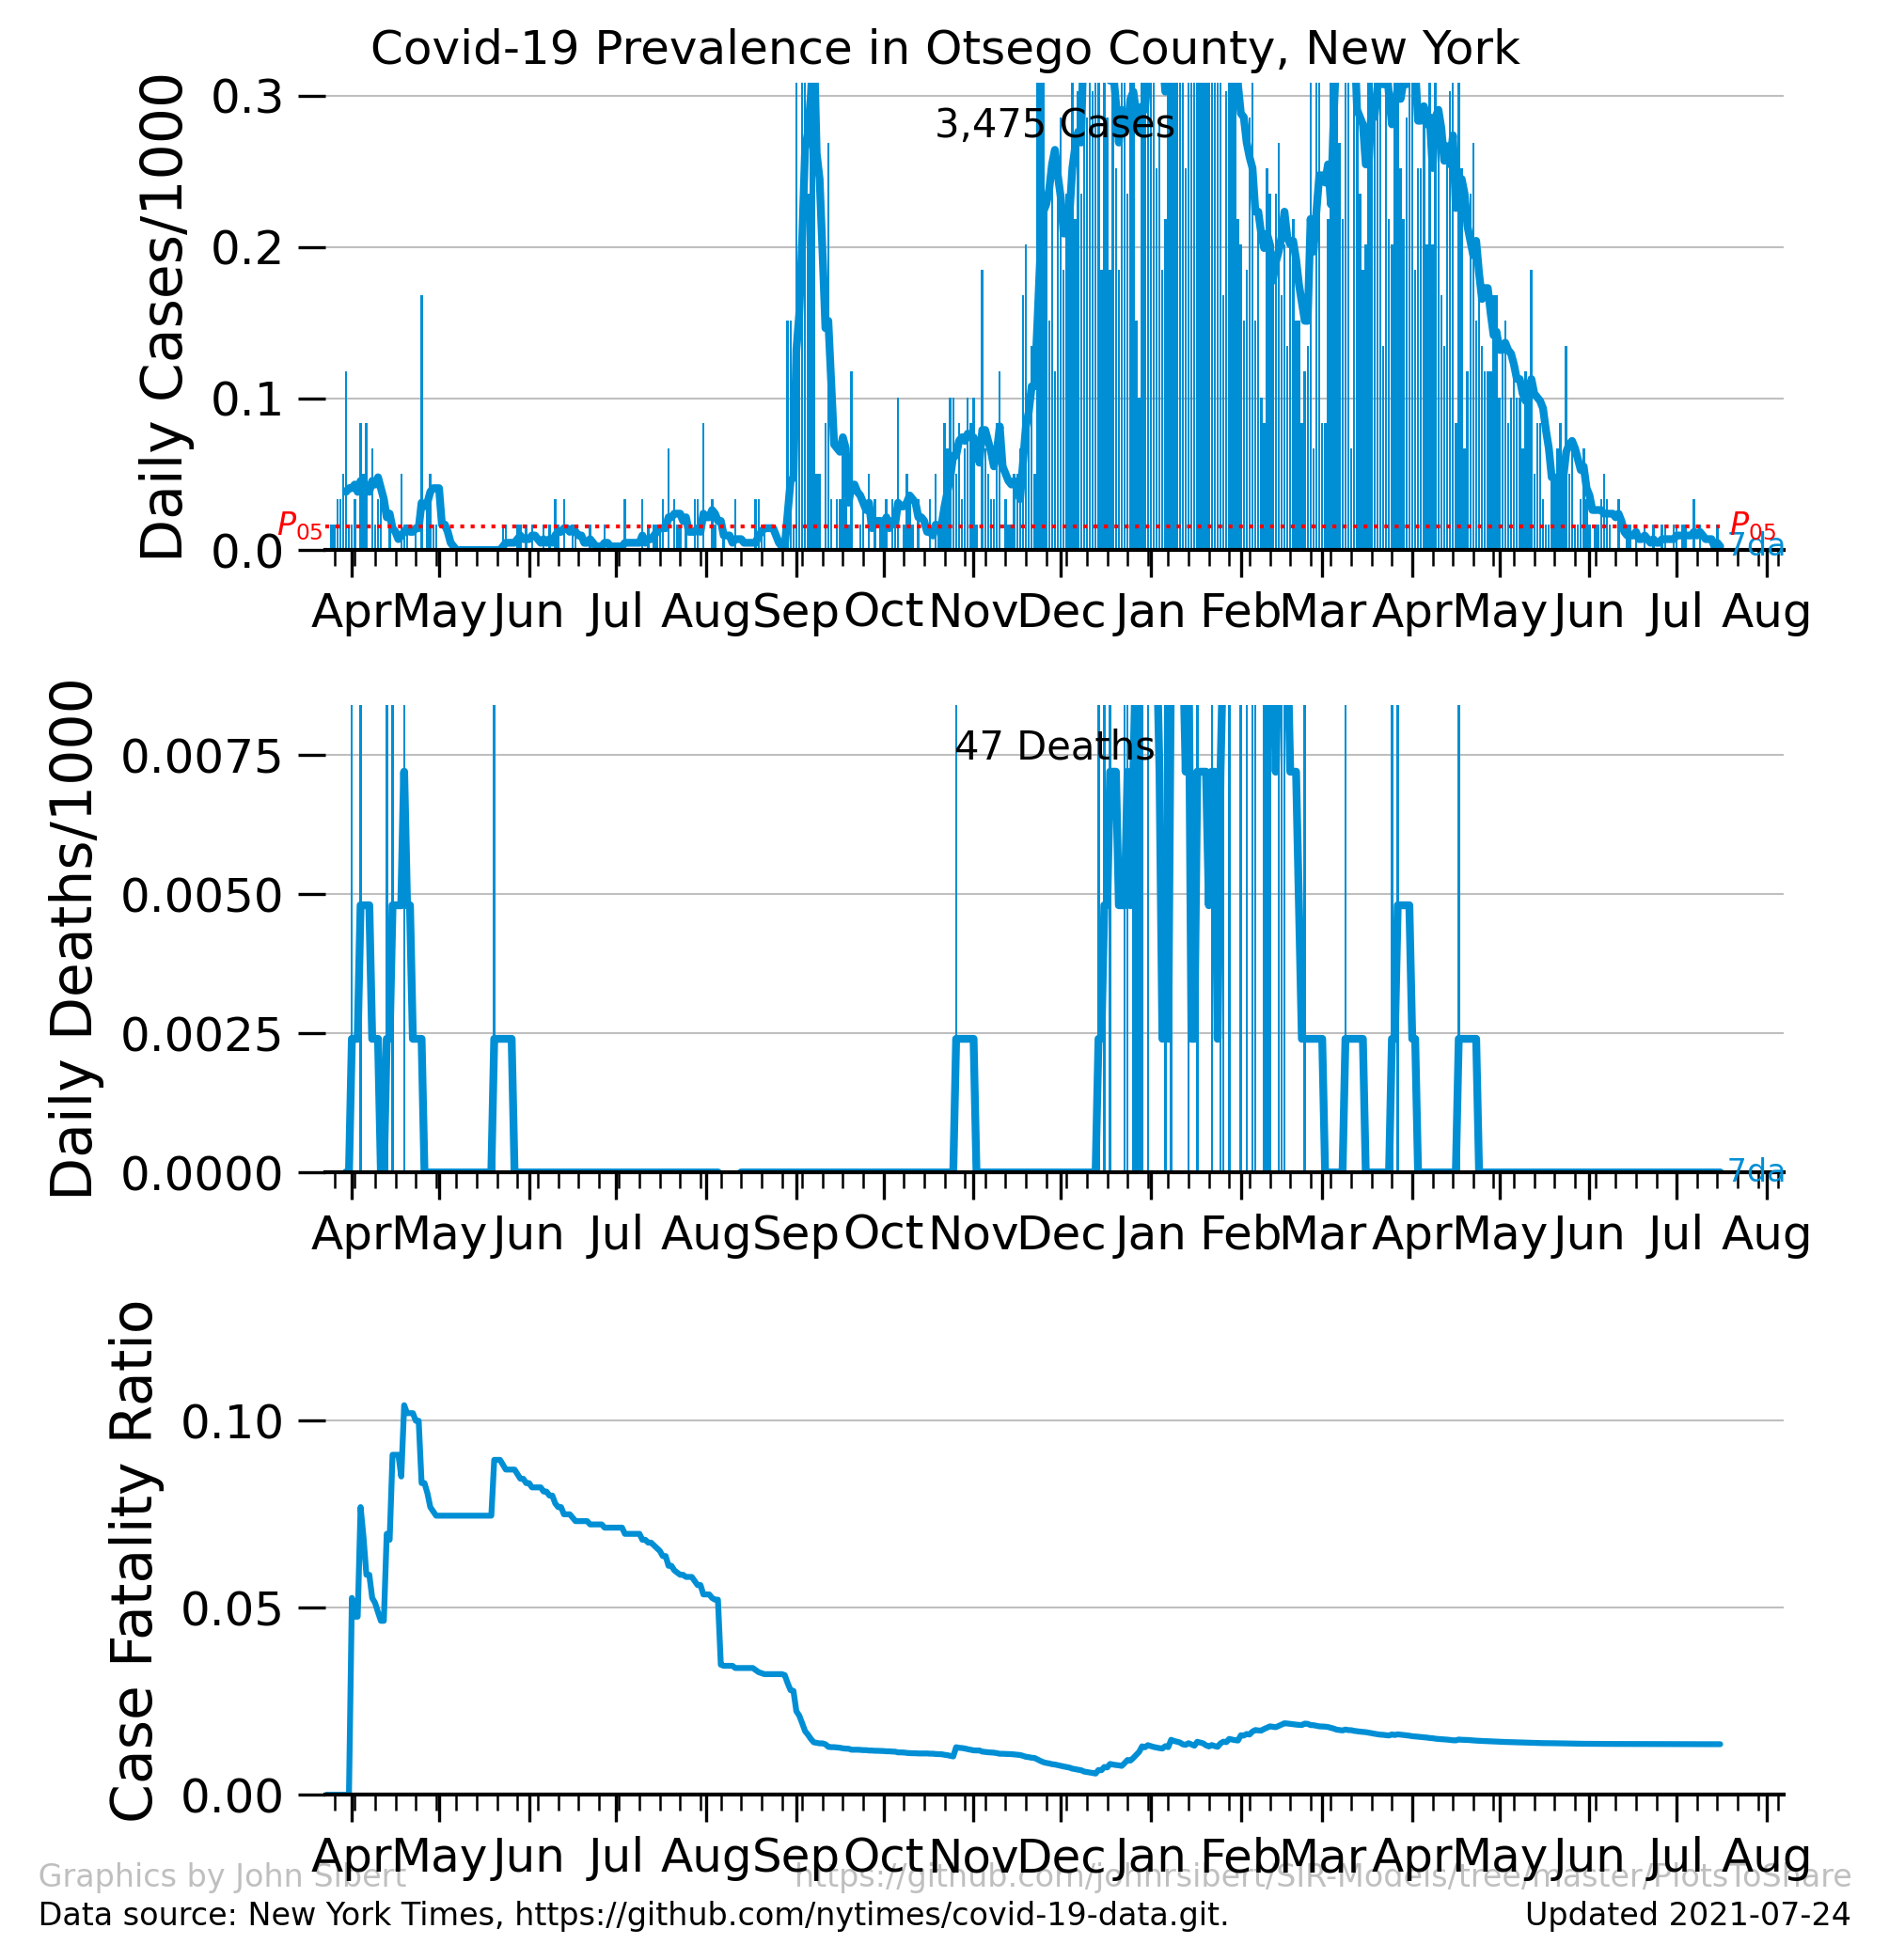 Covid-19 Prevalence in Otsego County, New York
Daily Cases/1000
0.3
0.2
0.1
0.0
3,475 Cases
P05
P05
7da
Apr May Jun Jul Aug Sep Oct Nov Dec Jan Feb Mar Apr May Jun Jul Aug
Daily Deaths/1000
0.0075
0.0050
0.0025
0.0000
47 Deaths
7da
Apr May Jun Jul Aug Sep Oct Nov Dec Jan Feb Mar Apr May Jun Jul Aug
Case Fatality Ratio
0.10
0.05
0.00
Apr May Jun Jul Aug Sep Oct Nov Dec Jan Feb Mar Apr May Jun Jul Aug
Graphics by John Sibert https://github.com/johnrsibert/SIR-Models/tree/master/PlotsToShare
Data source: New York Times, https://github.com/nytimes/covid-19-data.git. Updated 2021-07-24